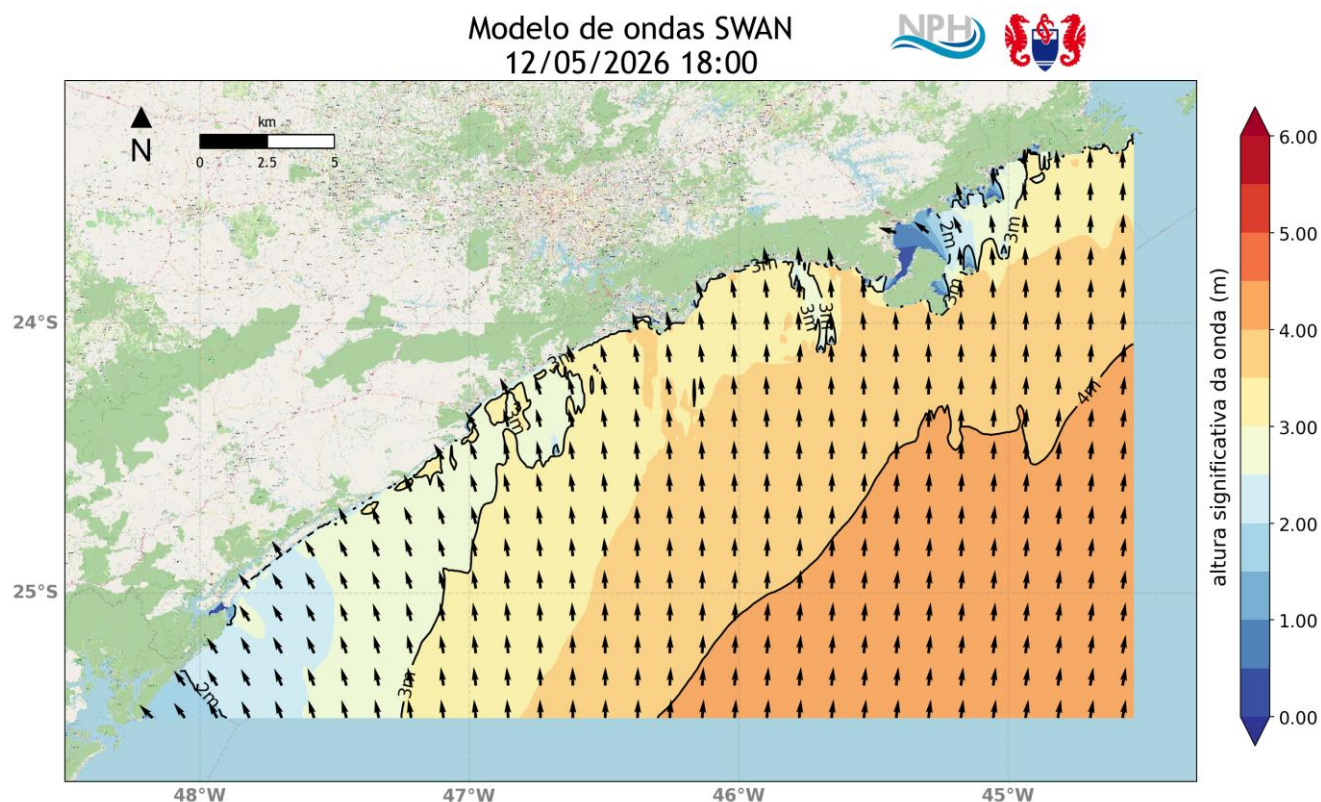 Modelo de ondas SWAN
12/05/2026 18:00
NPH
km
0 2.5 5
N
24°S
25°S
48°W 47°W 46°W 45°W
2m
3m
3m
3m
3m
3m
3m
3m
4m
3m
2m
6.00
5.00
4.00
3.00
2.00
1.00
0.00
altura significativa da onda (m)